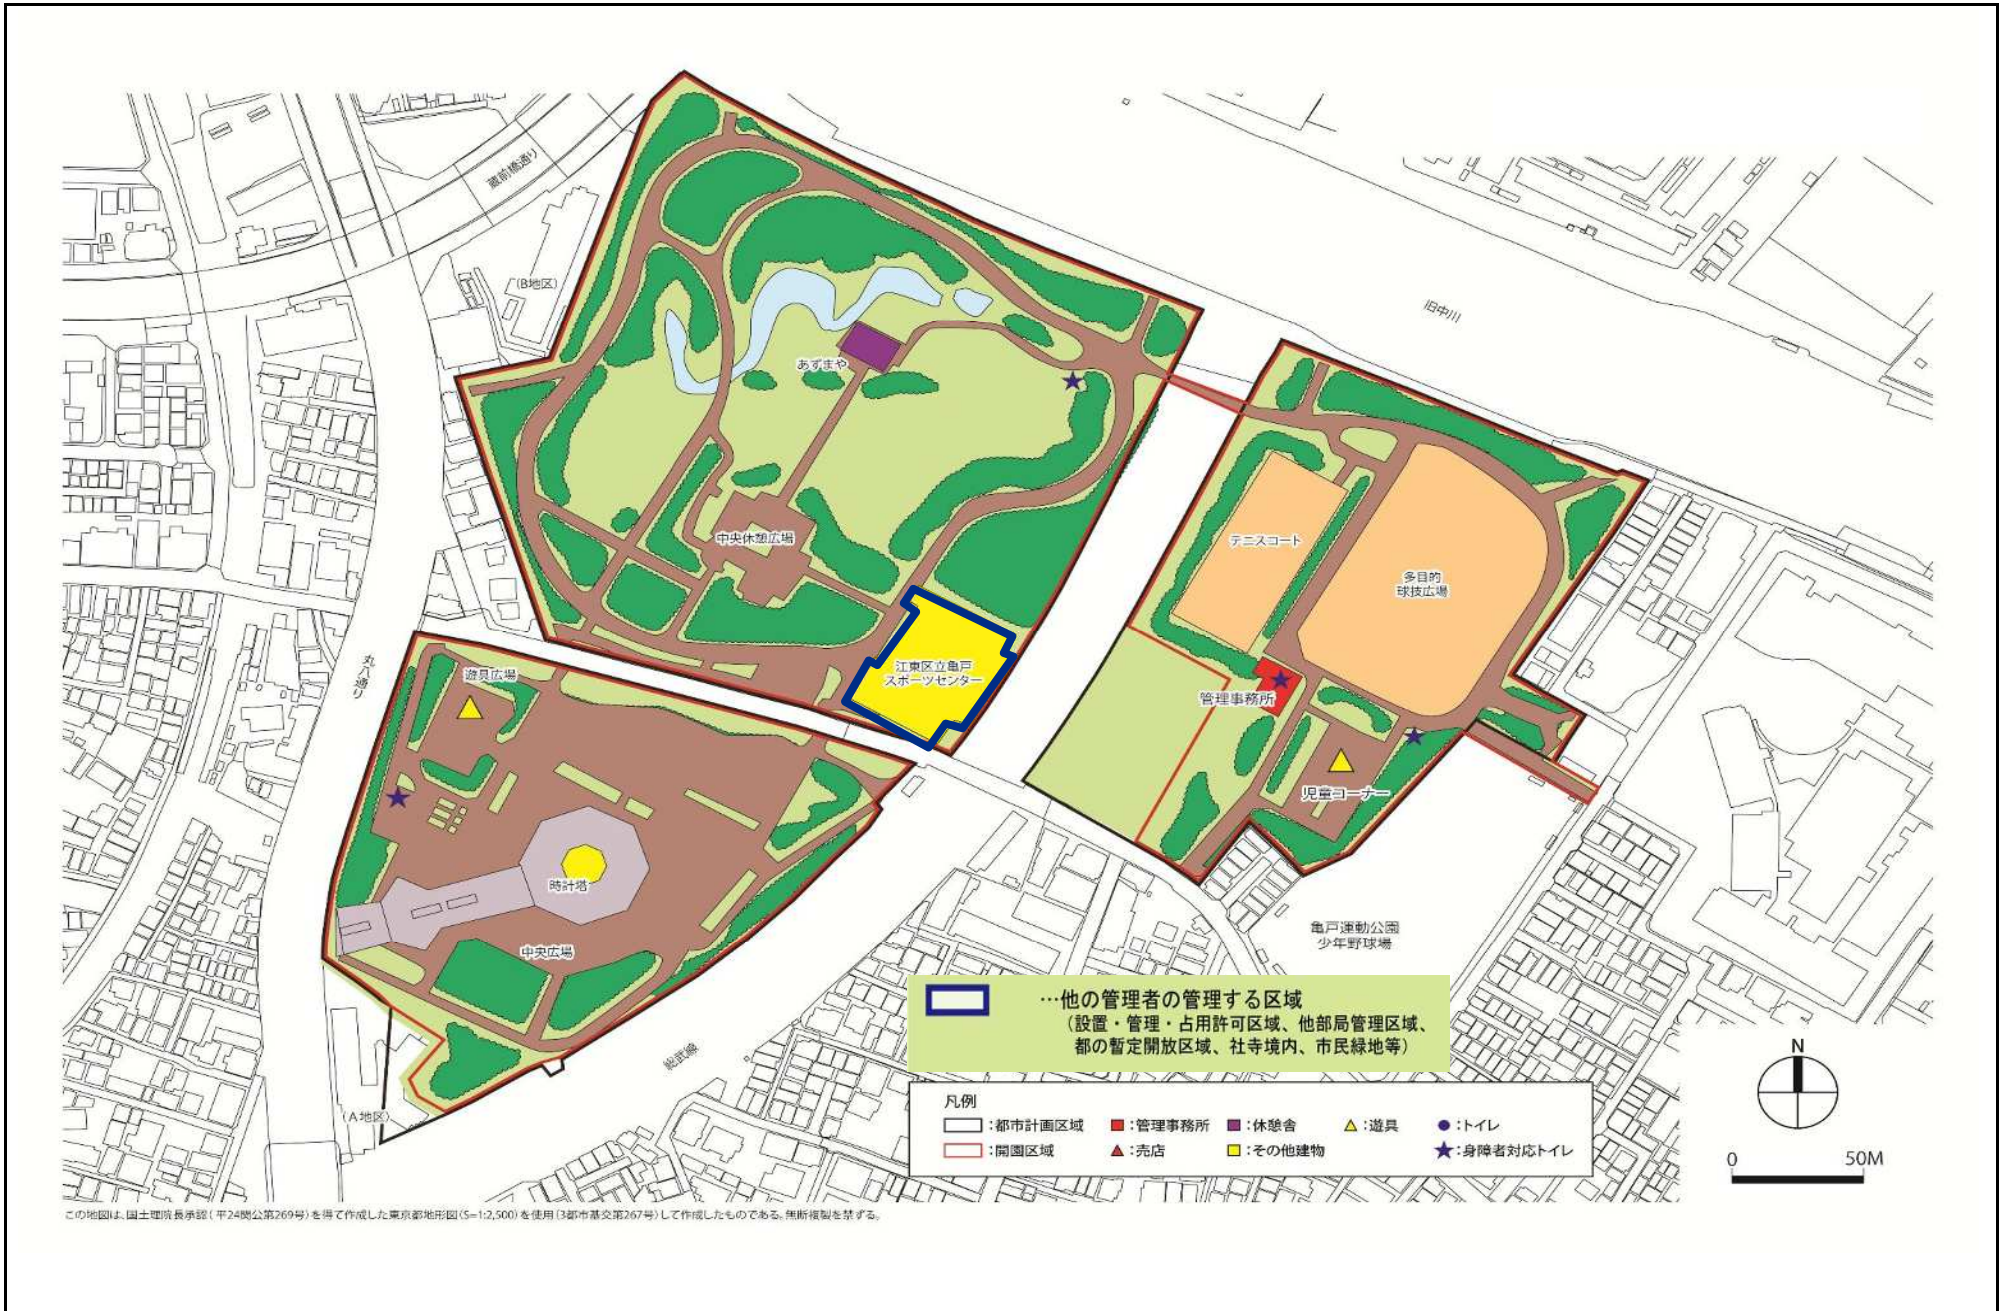 蔵前橋通り
(B地区)
旧中川
あずまや
中央休憩広場
テニスコート
多目的
球技広場
丸八通り
遊具広場
江東区立亀戸
スポーツセンター
管理事務所
児童コーナー
時計塔
中央広場
亀戸運動公園
少年野球場
総武線
(A地区)
…他の管理者の管理する区域
(設置・管理・占用許可区域、他部局管理区域、
都の暫定開放区域、社寺境内、市民緑地等)
凡例
:都市計画区域 :管理事務所 :休憩舎 :遊具 :トイレ
:開園区域 :売店 :その他建物 :身障者対応トイレ
N
0 50M
この地図は、国土地理院長承認(平24関公第269号)を得て作成した東京都地形図(S=1:2,500)を使用(3都市基交第267号)して作成したものである。無断複製を禁ずる。